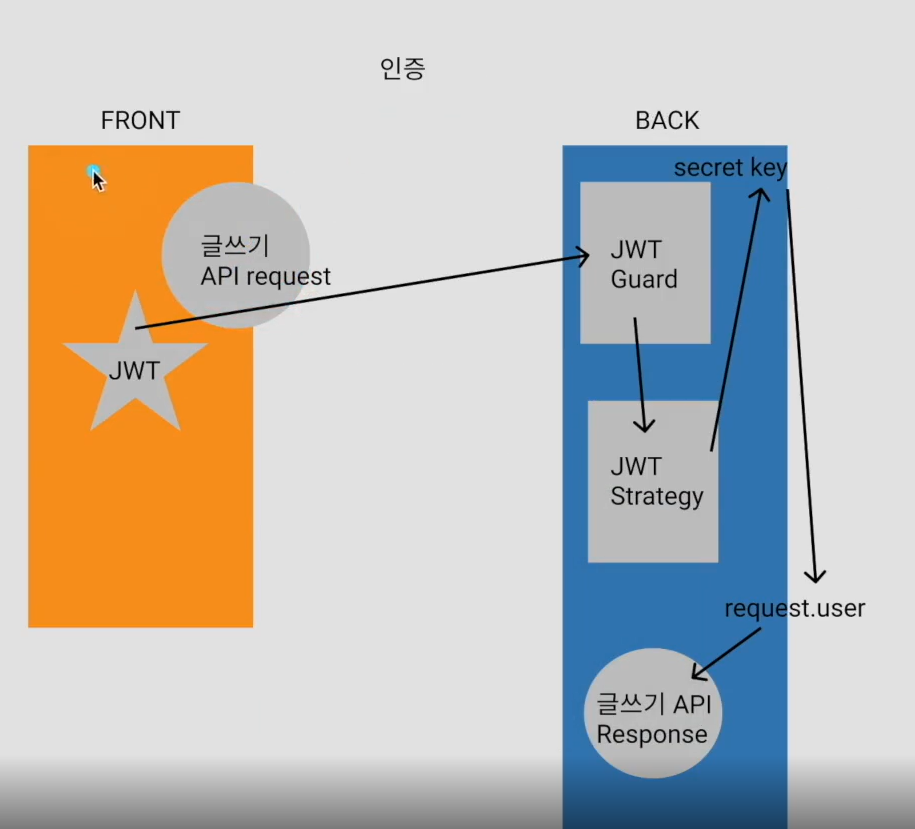 인증
FRONT
BACK
글쓰기
API request
JWT
secret key
JWT
Guard
JWT
Strategy
request.user
글쓰기 API
Response